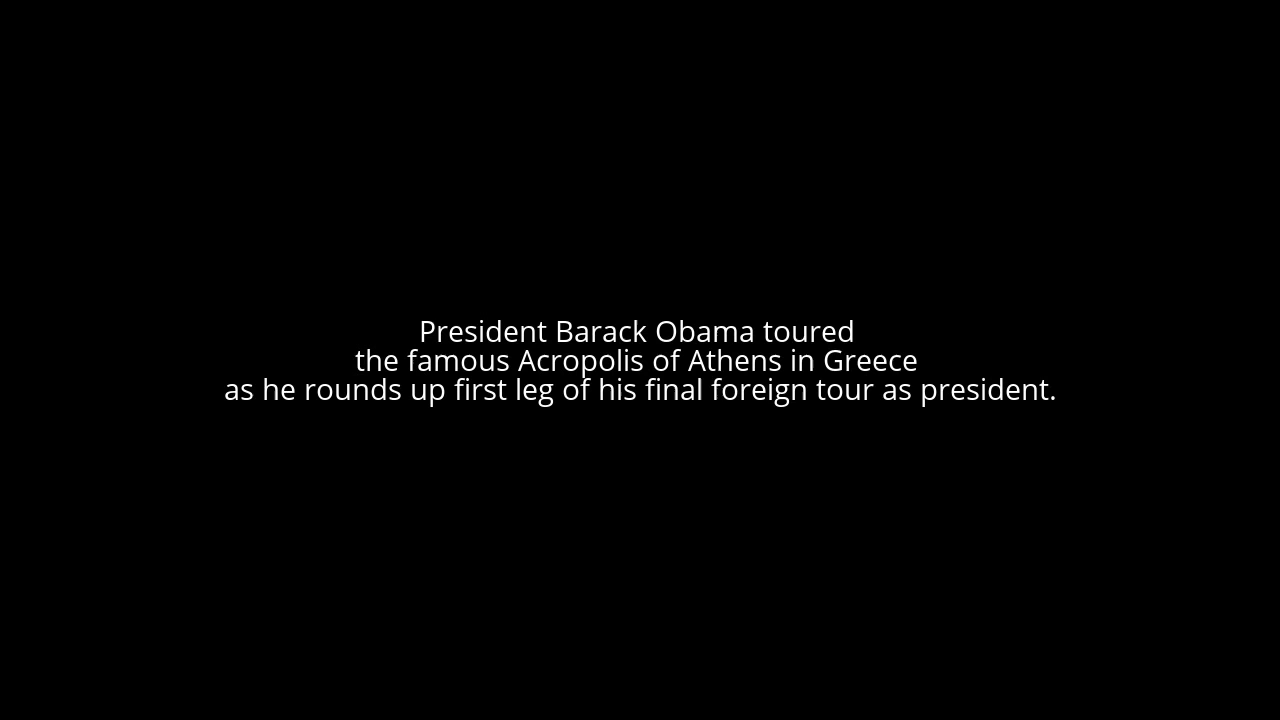 President Barack Obama toured
the famous Acropolis of Athens in Greece
as he rounds up first leg of his final foreign tour as president.